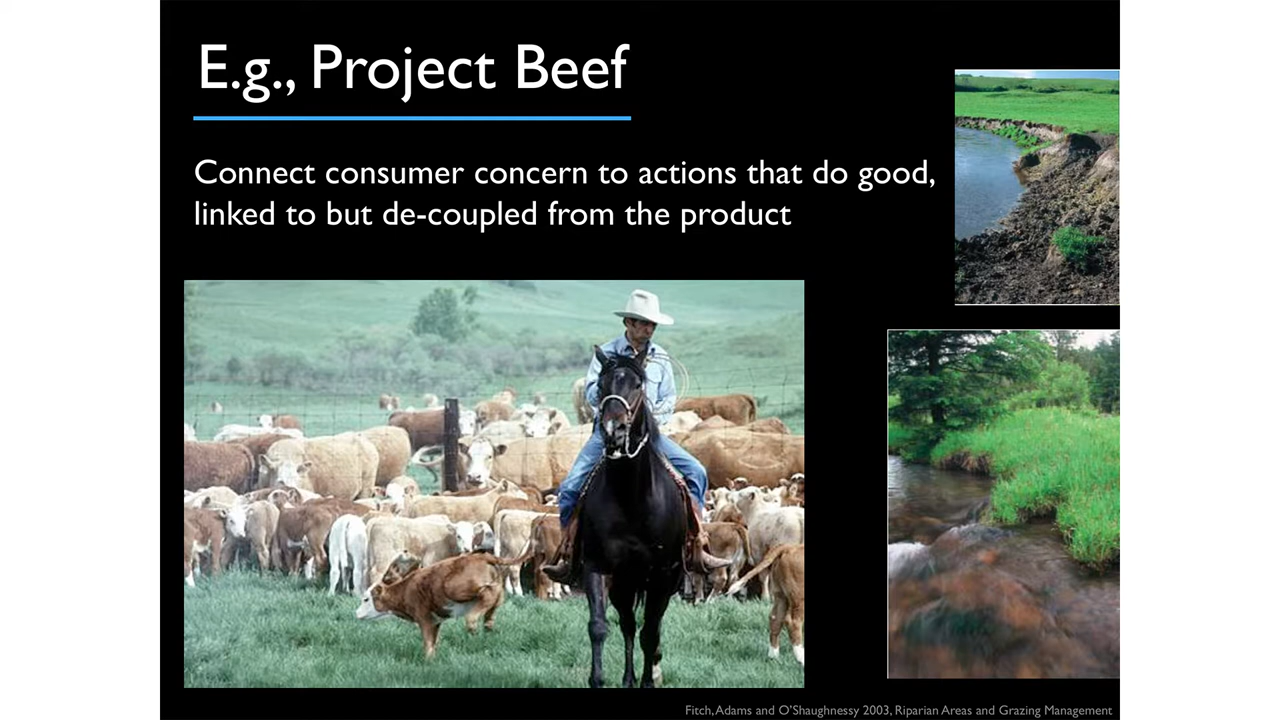 E.g., Project Beef
Connect consumer concern to actions that do good,
linked to but de-coupled from the product
Fitch, Adams and O'Shaughnessy 2003, Riparian Areas and Grazing Management